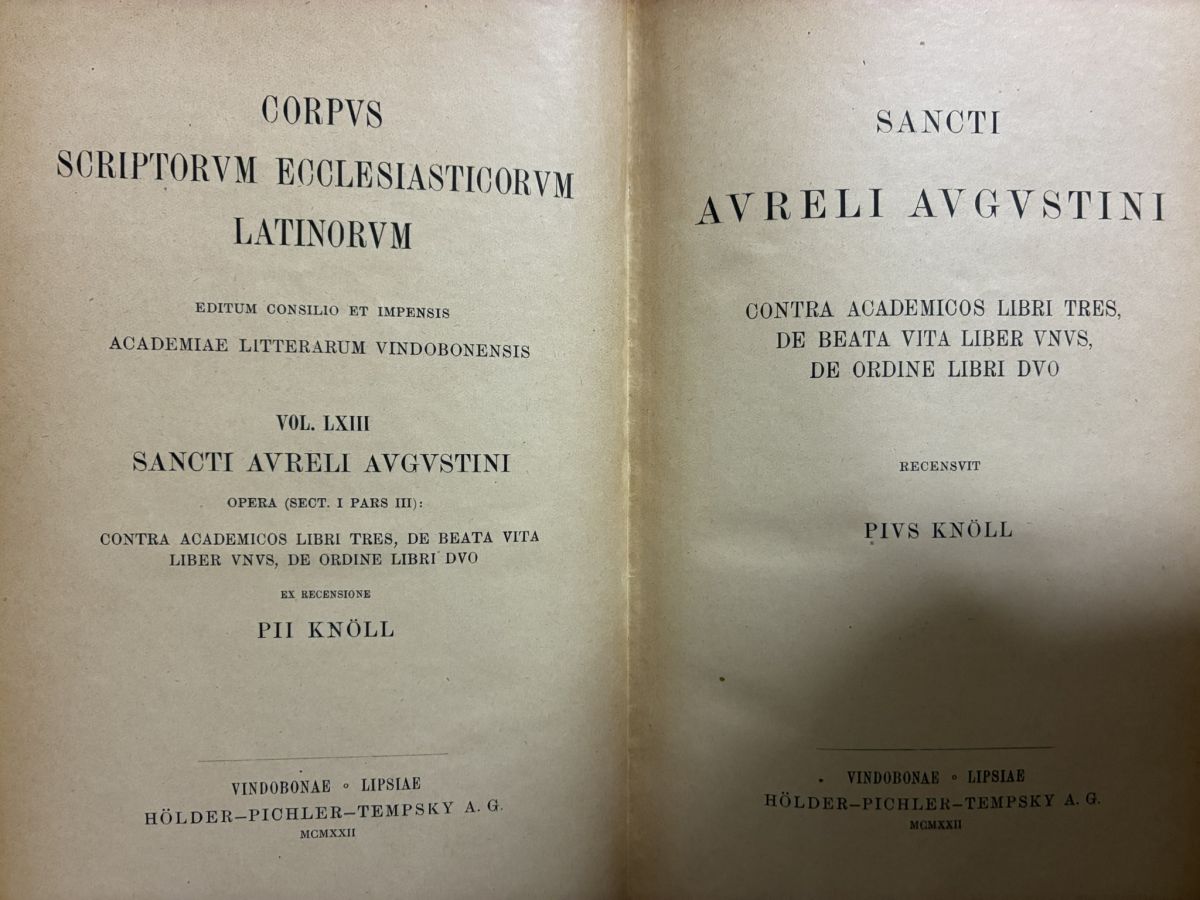 CORPVS
SCRIPTORVM ECCLESIASTICORVM
LATINORVM
EDITUM CONSILIO ET IMPENSIS
ACADEMIAE LITTERARUM VINDOBONENSIS
VOL. LXIII
SANCTI AVRELI AVGVSTINI
OPERA (SECT. I PARS III):
CONTRA ACADEMICOS LIBRI TRES, DE BEATA VITA
LIBER VNVS, DE ORDINE LIBRI DVO
EX RECENSIONE
PII KNÖLL
VINDOBONAE ∘ LIPSIAE
HÖLDER–PICHLER–TEMPSKY A. G.
MCMXXII
SANCTI
AVRELI AVGVSTINI
CONTRA ACADEMICOS LIBRI TRES,
DE BEATA VITA LIBER VNVS,
DE ORDINE LIBRI DVO
RECENSVIT
PIVS KNÖLL
VINDOBONAE ∘ LIPSIAE
HÖLDER–PICHLER–TEMPSKY A. G.
MCMXXII